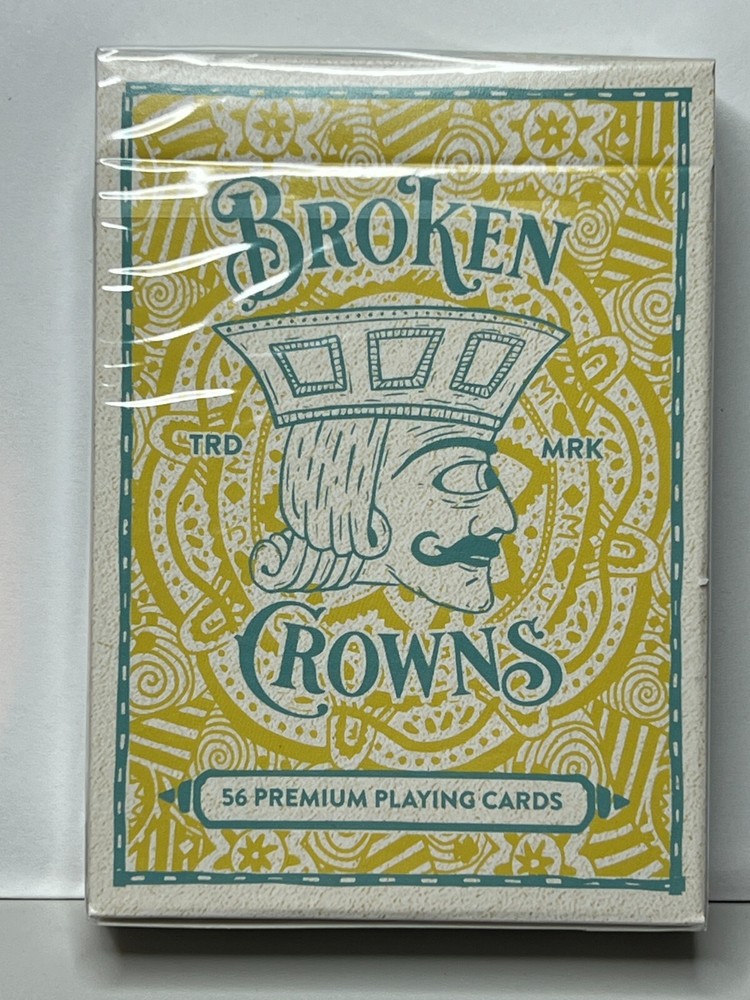 BROKEN
TRD MRK
CROWNS
56 PREMIUM PLAYING CARDS